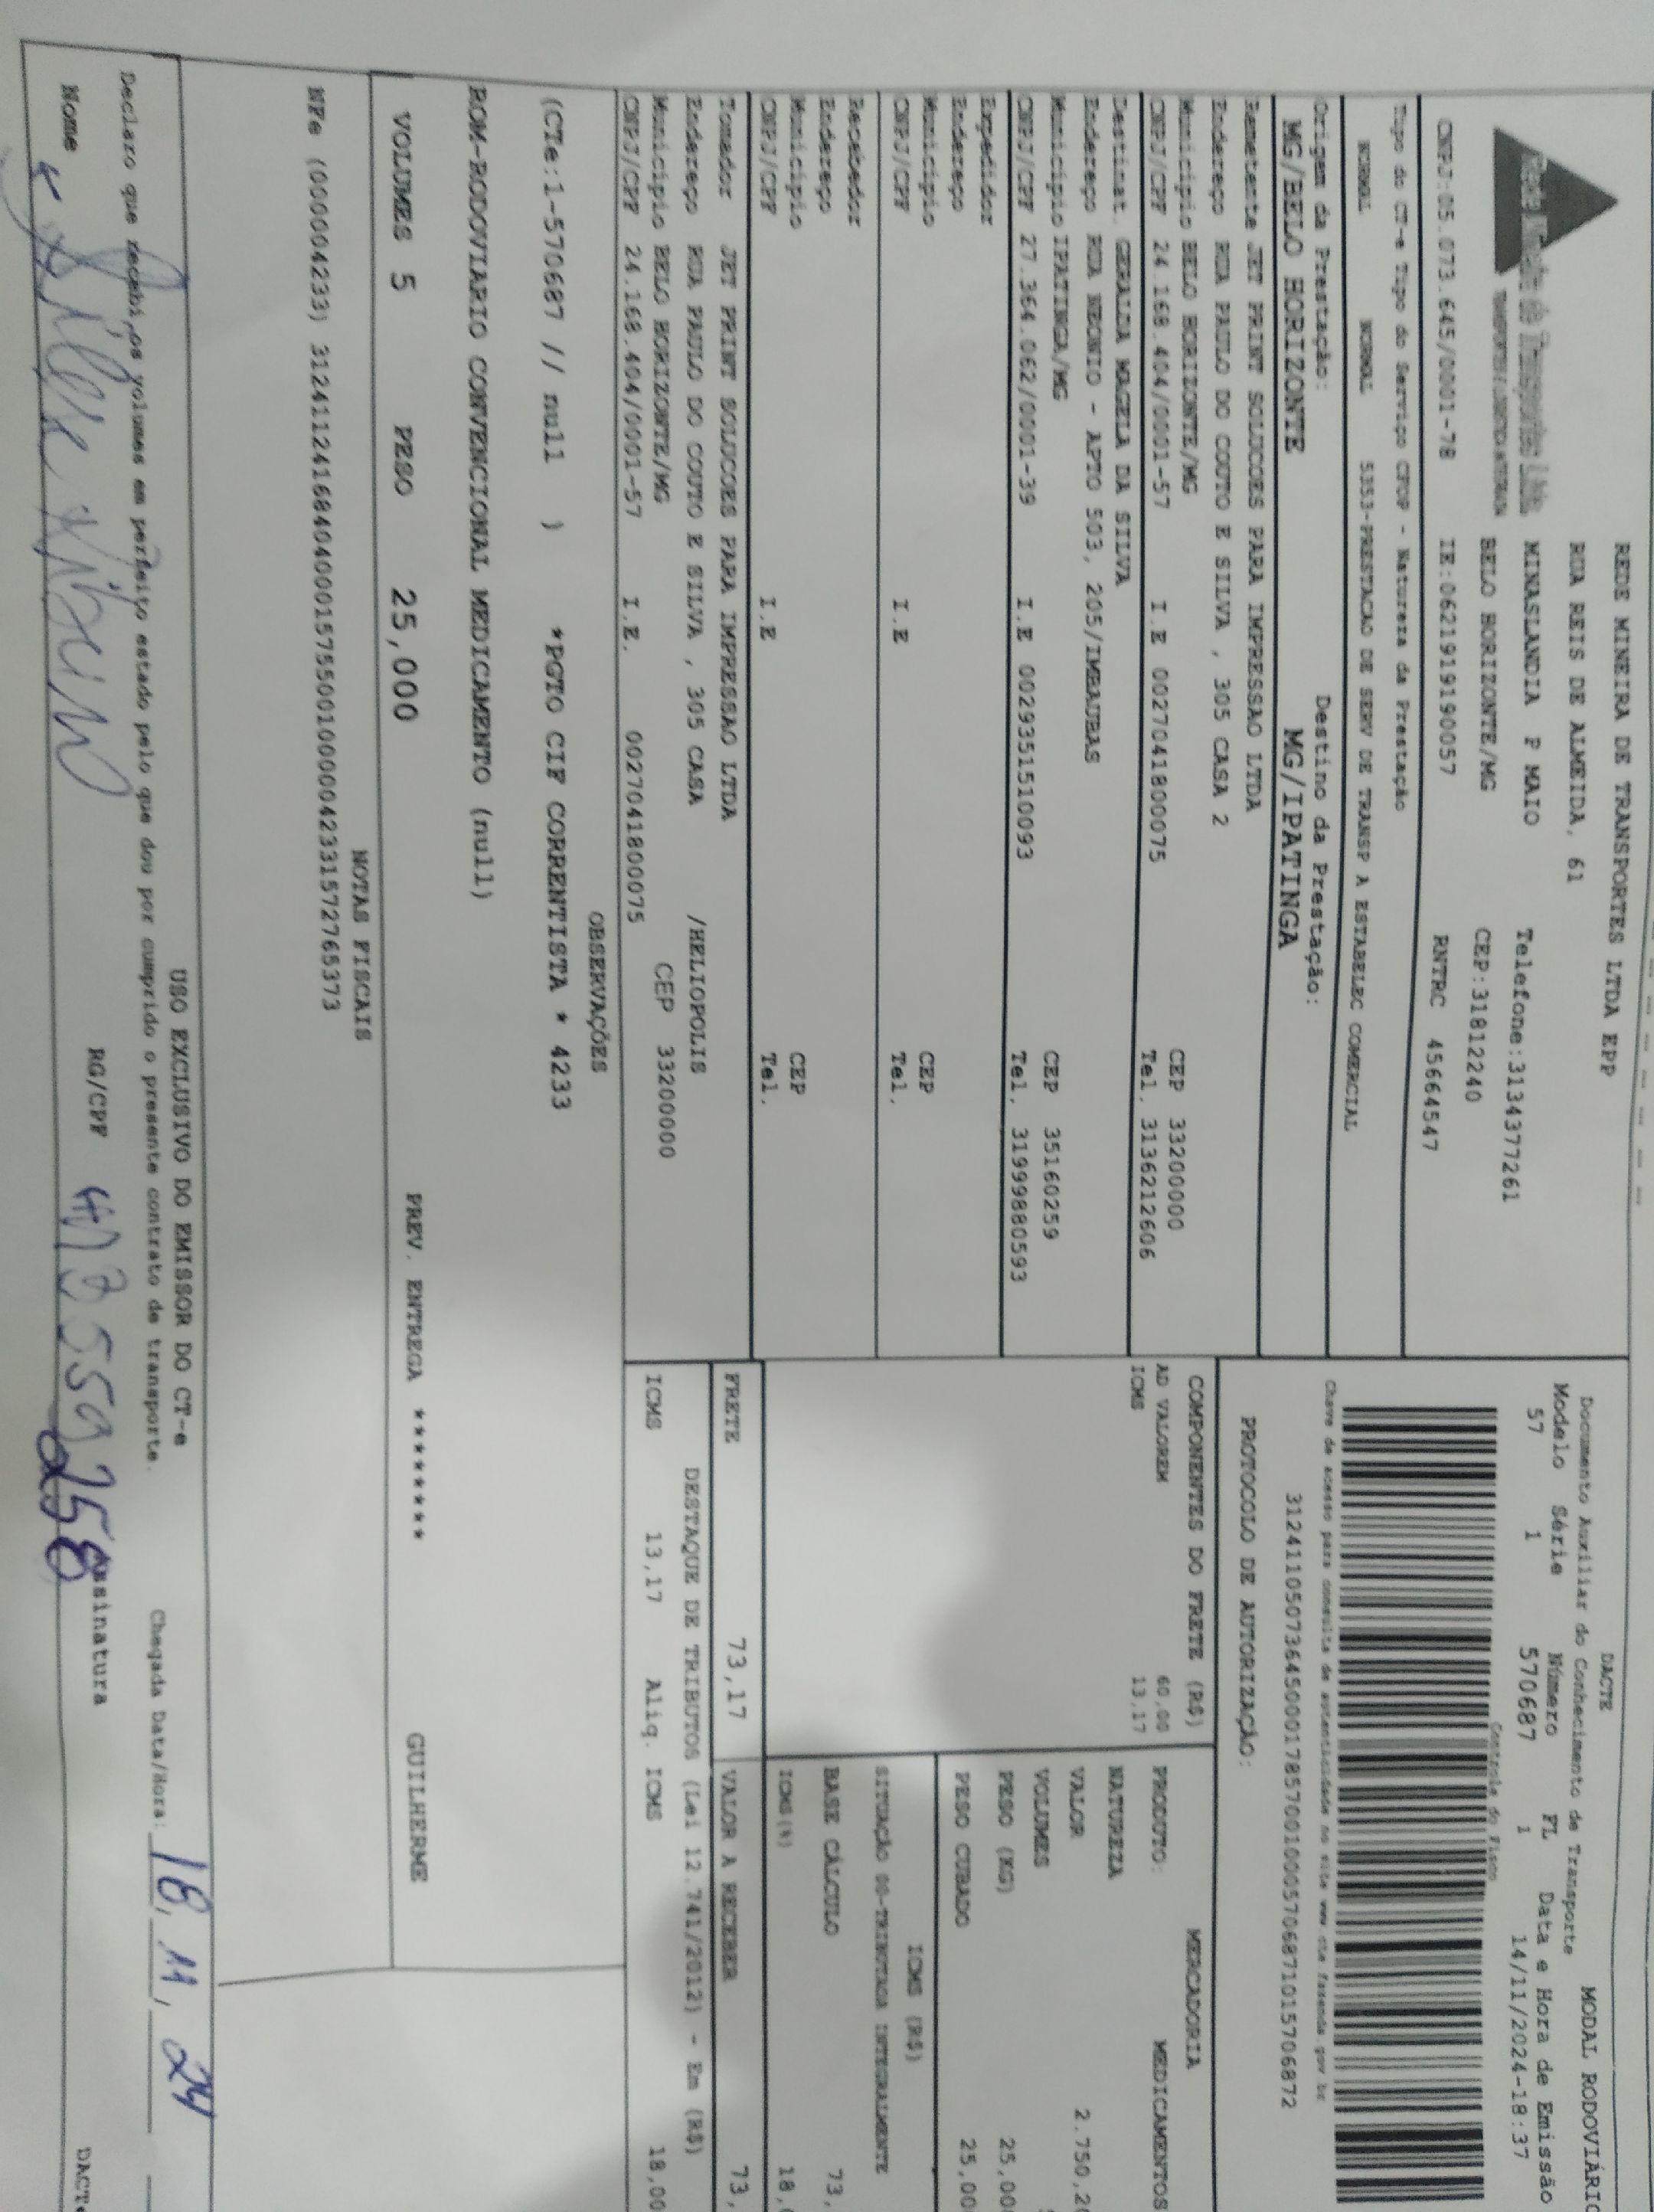 REDE MINEIRA DE TRANSPORTES LTDA EPP
RUA REIS DE ALMEIDA, 61
MINASLANDIA P MAIO Telefone:3134377261
BELO HORIZONTE/MG CEP:31812240
CNPJ:05.073.645/0001-78 IE:0621919190057 RNTRC 45664547
DACTE MODAL RODOVIÁRIO
Documento Auxiliar do Conhecimento de Transporte
Modelo Série Número FL Data e Hora de Emissão
57 1 570687 1 14/11/2024-18:37
Controle do Fisco
Tipo do CT-e Tipo do Serviço CFOP - Natureza da Prestação
NORMAL NORMAL 5353-PRESTACAO DE SERV DE TRANSP A ESTABELEC COMERCIAL
Chave de acesso para consulta de autenticidade no site www cte fazenda gov br
31241105073645000178570010005706871015706872
Origem da Prestação: Destino da Prestação:
MG/BELO HORIZONTE MG/IPATINGA
PROTOCOLO DE AUTORIZAÇÃO:
Remetente JET PRINT SOLUCOES PARA IMPRESSAO LTDA
Endereço RUA PAULO DO COUTO E SILVA , 305 CASA 2
Município BELO HORIZONTE/MG CEP 33200000
CNPJ/CPF 24.168.404/0001-57 I.E 0027041800075 Tel. 3136212606
Destinat. GERALDA MAGELA DA SILVA
Endereço RUA NEONIO - APTO 503, 205/IMBAUBAS
Município IPATINGA/MG CEP 35160259
CNPJ/CPF 27.364.062/0001-39 I.E 0029351510093 Tel. 31999880593
Expedidor
Endereço
Município CEP
CNPJ/CPF I.E Tel.
Recebedor
Endereço
Município CEP
CNPJ/CPF I.E Tel.
Tomador JET PRINT SOLUCOES PARA IMPRESSAO LTDA
Endereço RUA PAULO DO COUTO E SILVA , 305 CASA /HELIOPOLIS
Município BELO HORIZONTE/MG CEP 33200000
CNPJ/CPF 24.168.404/0001-57 I.E. 0027041800075
COMPONENTES DO FRETE (R$)
AD VALOREM 60,00
ICMS 13,17
MERCADORIA
PRODUTO: MEDICAMENTOS
NATUREZA
VALOR 2.750,20
VOLUMES
PESO (KG) 25,00
PESO CUBADO 25,00
ICMS (R$)
SITUAÇÃO 00-TRIBUTACA INTEGRALMENTE
BASE CÁLCULO 73,
ICMS(%) 18,
FRETE 73,17 VALOR A RECEBER 73,
DESTAQUE DE TRIBUTOS (Lei 12.741/2012) - Em (R$)
ICMS 13,17 Aliq. ICMS 18,00
OBSERVAÇÕES
(CTe:1-570687 // null ) *PGTO CIF CORRENTISTA * 4233
ROM-RODOVIARIO CONVENCIONAL MEDICAMENTO (null)
VOLUMES 5 PESO 25,000 PREV. ENTREGA ******** GUILHERME
NOTAS FISCAIS
NFe (000004233) 31241124168404000157550010000042331572765373
USO EXCLUSIVO DO EMISSOR DO CT-e
Declaro que recebi,os volumes em perfeito estado pelo que dou por cumprido o presente contrato de transporte. Chegada Data/Hora: 18, 11, 24
Nome RG/CPF Assinatura